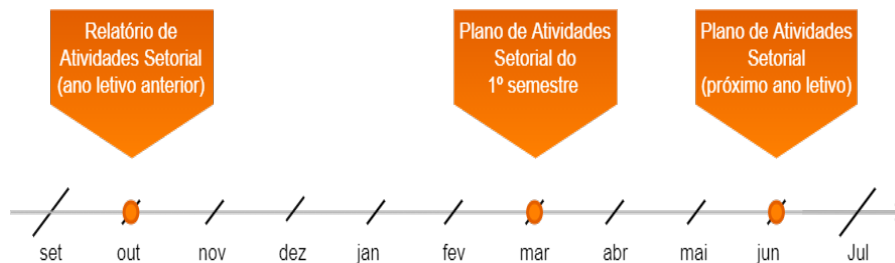 Relatório de
Atividades Setorial
(ano letivo anterior)
Plano de Atividades
Setorial do
1º semestre
Plano de Atividades
Setorial
(próximo ano letivo)
set out nov dez jan fev mar abr mai jun Jul